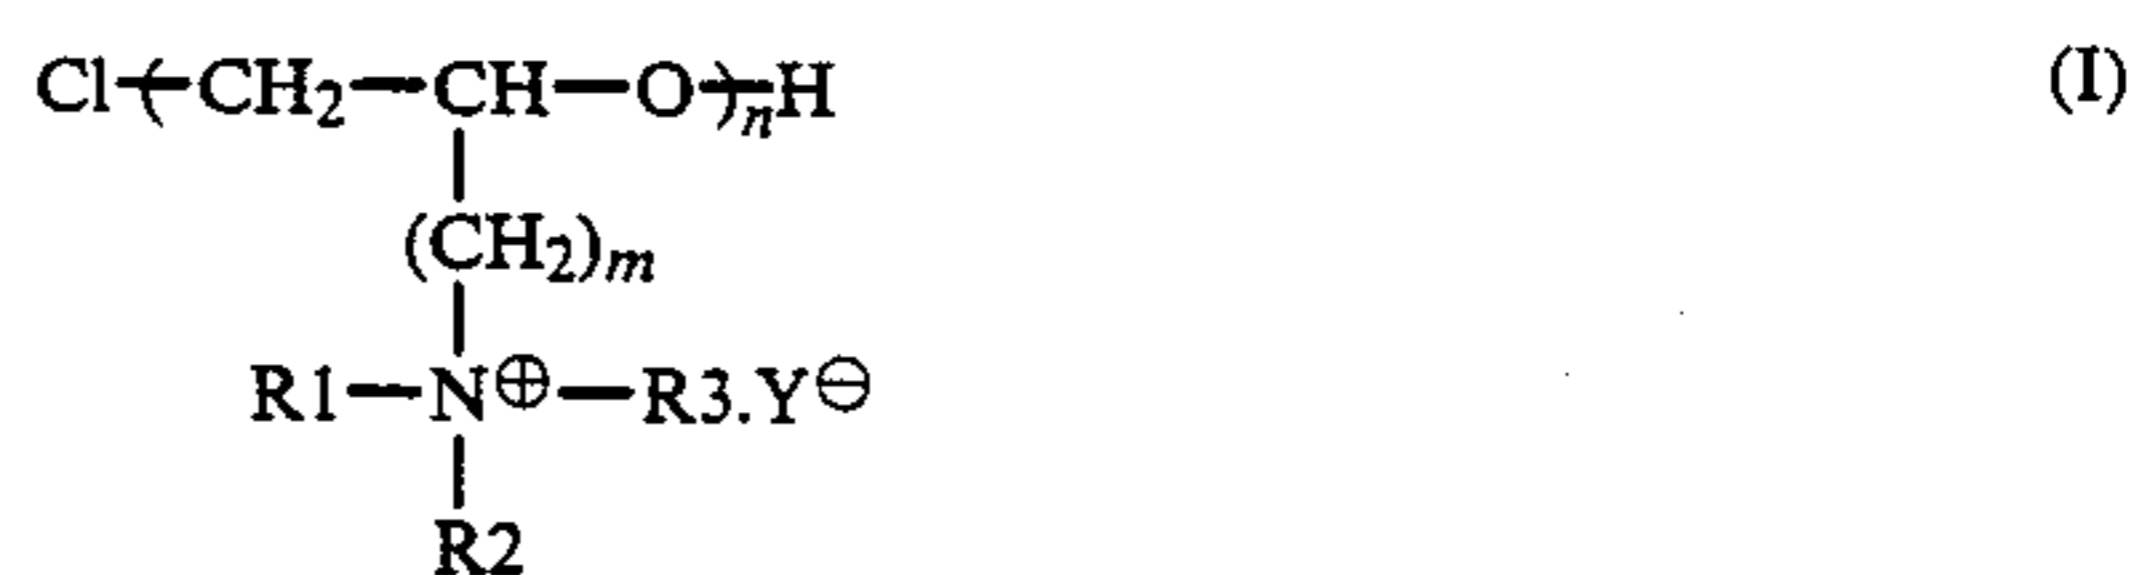 Cl-(CH₂-CH-O)ₙ-H (I)
(CH₂)ₘ
R1-N⊕-R3.Y⊖
R2